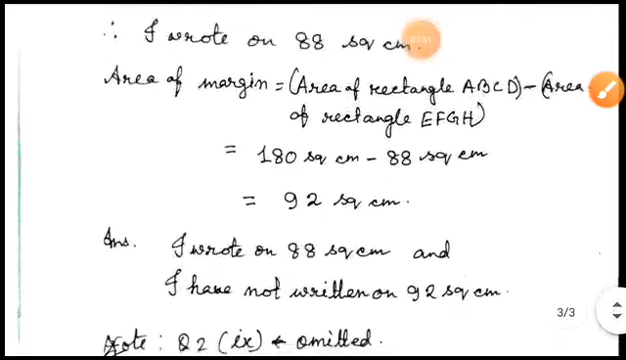 ∴ I wrote on 88 sq cm.
Area of margin = (Area of rectangle ABCD) - (Area
of rectangle EFGH)
= 180 sq cm - 88 sq cm
= 92 sq cm.
Ans. I wrote on 88 sq cm and
I have not written on 92 sq cm.
3/3
Note : Q2 (ix) ← omitted.